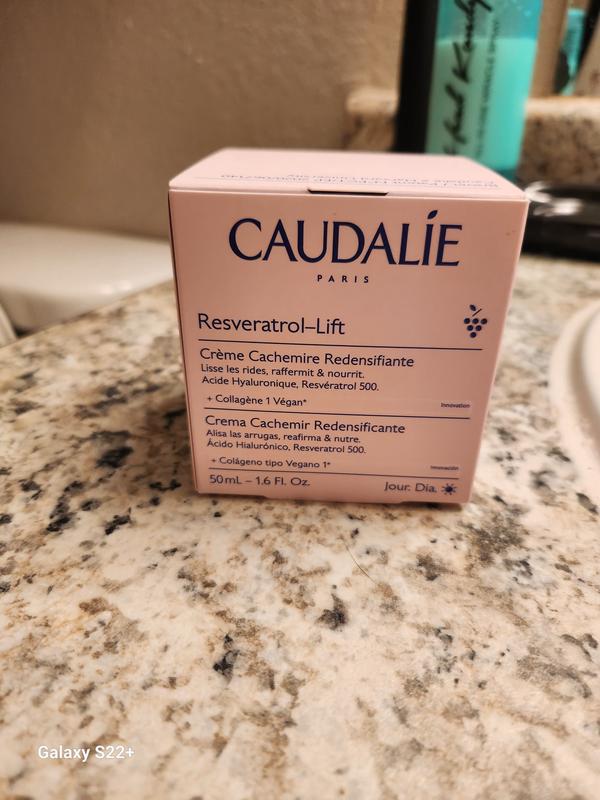 CAUDALÍE
PARIS
Resveratrol–Lift
Crème Cachemire Redensifiante
Lisse les rides, raffermit & nourrit.
Acide Hyaluronique, Resvératrol 500.
+ Collagène 1 Végan*
Innovation
Crema Cachemir Redensificante
Alisa las arrugas, reafirma & nutre.
Ácido Hialurónico, Resveratrol 500.
+ Colágeno tipo Vegano 1*
Innovación
50 mL – 1.6 Fl. Oz.
Jour. Día.
Galaxy S22+